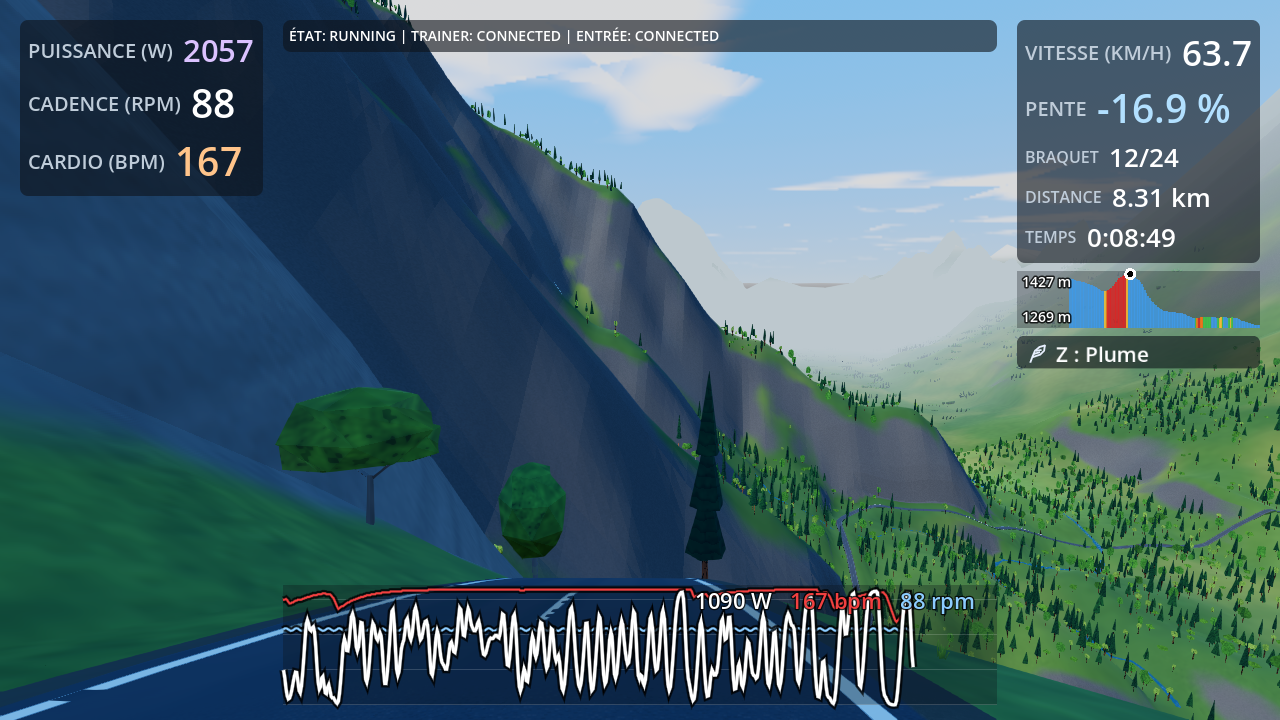 PUISSANCE (W) 2057
CADENCE (RPM) 88
CARDIO (BPM) 167
ÉTAT: RUNNING | TRAINER: CONNECTED | ENTRÉE: CONNECTED
VITESSE (KM/H) 63.7
PENTE -16.9 %
BRAQUET 12/24
DISTANCE 8.31 km
TEMPS 0:08:49
1427 m
1269 m
Z : Plume
1090 W 167 bpm 88 rpm